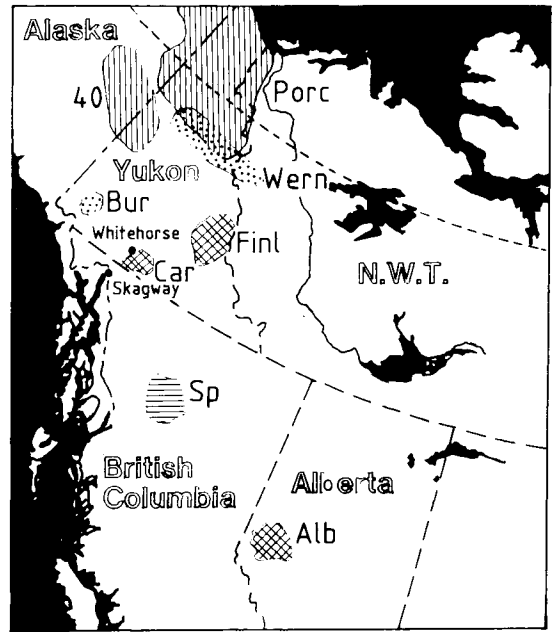 Alaska
40
Porc
Yukon
Wern
Bur
Whitehorse
Finl
Car
N.W.T.
Skagway
Sp
British
Columbia
Alberta
Alb